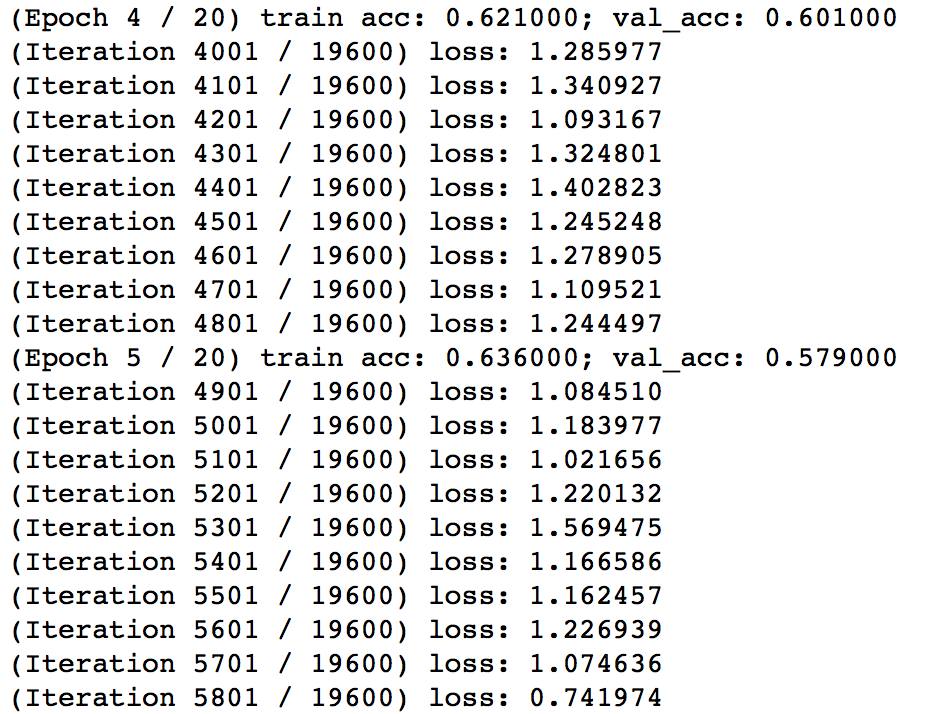 (Epoch 4 / 20) train acc: 0.621000; val_acc: 0.601000
(Iteration 4001 / 19600) loss: 1.285977
(Iteration 4101 / 19600) loss: 1.340927
(Iteration 4201 / 19600) loss: 1.093167
(Iteration 4301 / 19600) loss: 1.324801
(Iteration 4401 / 19600) loss: 1.402823
(Iteration 4501 / 19600) loss: 1.245248
(Iteration 4601 / 19600) loss: 1.278905
(Iteration 4701 / 19600) loss: 1.109521
(Iteration 4801 / 19600) loss: 1.244497
(Epoch 5 / 20) train acc: 0.636000; val_acc: 0.579000
(Iteration 4901 / 19600) loss: 1.084510
(Iteration 5001 / 19600) loss: 1.183977
(Iteration 5101 / 19600) loss: 1.021656
(Iteration 5201 / 19600) loss: 1.220132
(Iteration 5301 / 19600) loss: 1.569475
(Iteration 5401 / 19600) loss: 1.166586
(Iteration 5501 / 19600) loss: 1.162457
(Iteration 5601 / 19600) loss: 1.226939
(Iteration 5701 / 19600) loss: 1.074636
(Iteration 5801 / 19600) loss: 0.741974